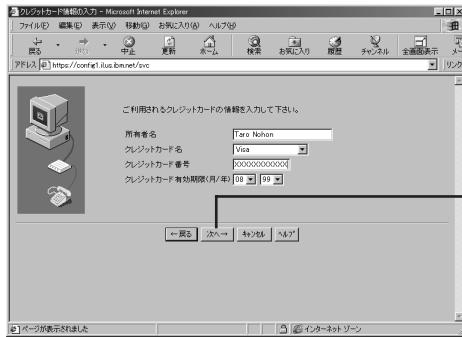 クレジットカード情報の入力 - Microsoft Internet Explorer
ファイル(F) 編集(E) 表示(V) 移動(G) お気に入り(A) ヘルプ(H)
戻る 中止 更新 ホーム 検索 お気に入り 履歴 チャンネル 全画面表示 メー
アドレス https://config1.ilus.ibm.net/svc リンク
ご利用されるクレジットカードの情報を入力して下さい。
所有者名 Taro Nohon
クレジットカード名 Visa
クレジットカード番号 XXXXXXXXXXXX
クレジットカード有効期限(月/年) 08 99
←戻る 次へ→ キャンセル ヘルプ
ページが表示されました インターネット ゾーン